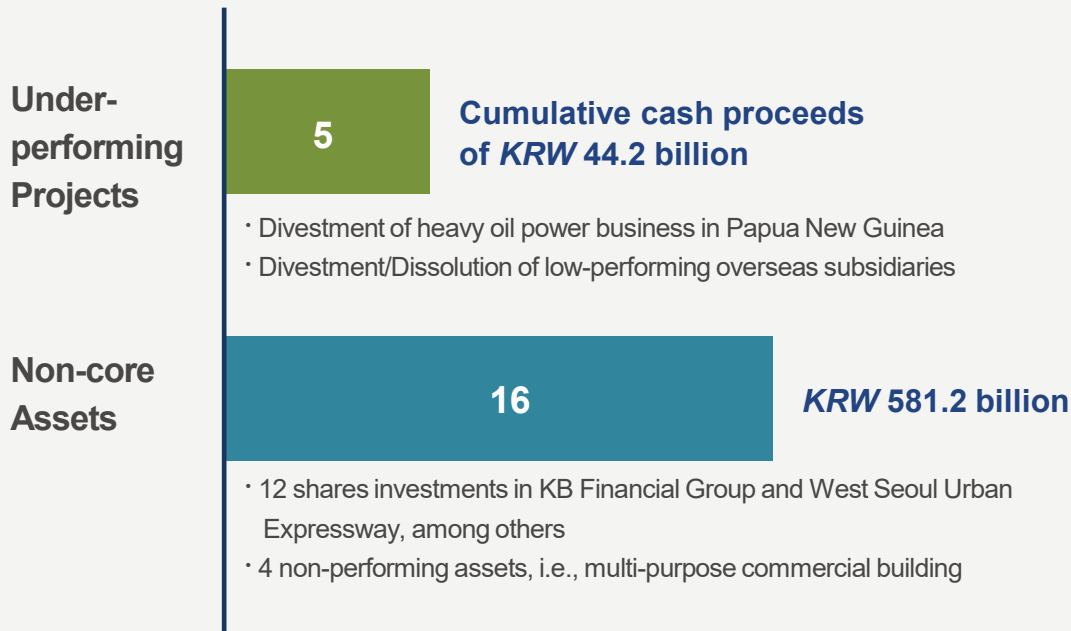 Under-
performing
Projects
5
Cumulative cash proceeds
of KRW 44.2 billion
· Divestment of heavy oil power business in Papua New Guinea
· Divestment/Dissolution of low-performing overseas subsidiaries
Non-core
Assets
16
KRW 581.2 billion
· 12 shares investments in KB Financial Group and West Seoul Urban
Expressway, among others
· 4 non-performing assets, i.e., multi-purpose commercial building